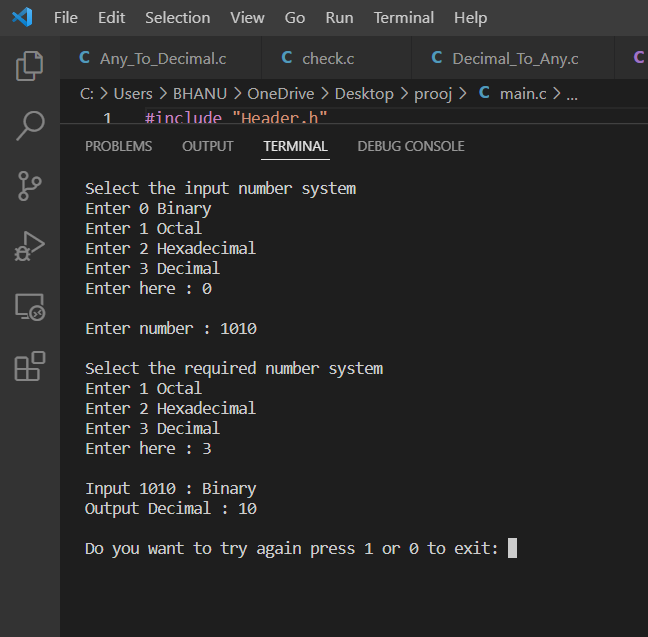 File Edit Selection View Go Run Terminal Help
C Any_To_Decimal.c C check.c C Decimal_To_Any.c C
C: > Users > BHANU > OneDrive > Desktop > prooj > C main.c > ...
1 #include "Header.h"
PROBLEMS OUTPUT TERMINAL DEBUG CONSOLE
Select the input number system
Enter 0 Binary
Enter 1 Octal
Enter 2 Hexadecimal
Enter 3 Decimal
Enter here : 0
Enter number : 1010
Select the required number system
Enter 1 Octal
Enter 2 Hexadecimal
Enter 3 Decimal
Enter here : 3
Input 1010 : Binary
Output Decimal : 10
Do you want to try again press 1 or 0 to exit: